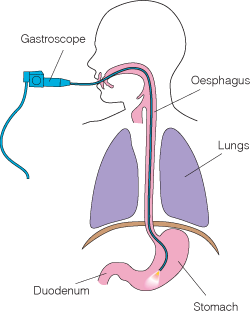 Gastroscope
Oesphagus
Lungs
Duodenum
Stomach